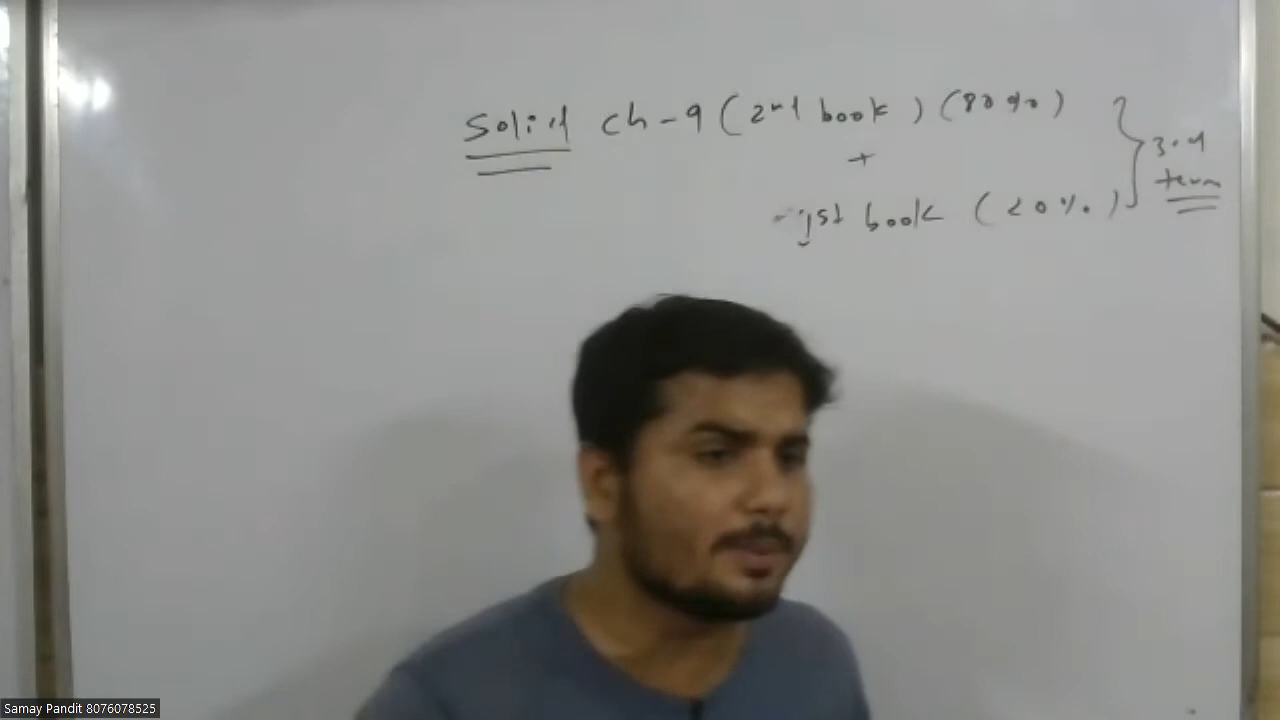 Solid ch-9 (2nd book) (80%)
+
1st book (20%)
3rd
term
Samay Pandit 8076078525